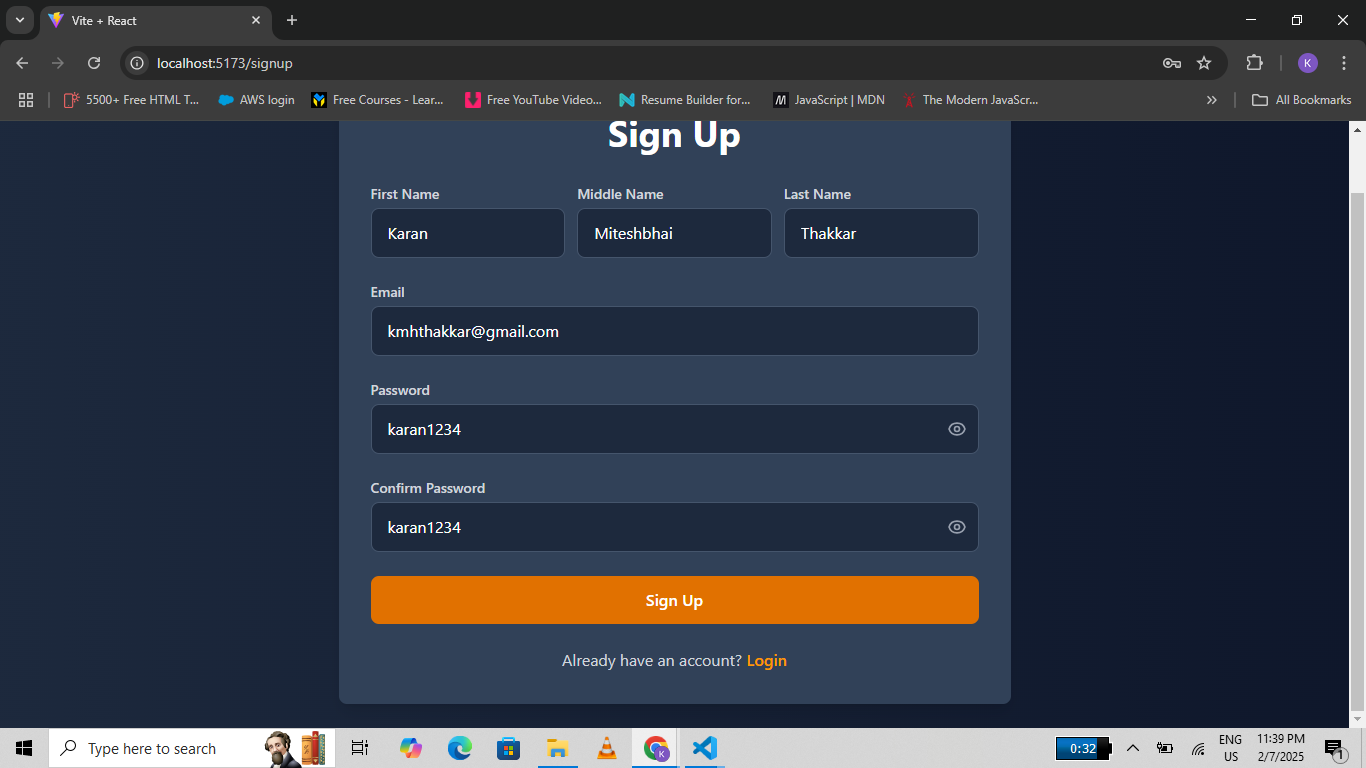 Vite + React
localhost:5173/signup
K
5500+ Free HTML T...
AWS login
Free Courses - Lear...
Free YouTube Video...
Resume Builder for...
JavaScript | MDN
The Modern JavaScr...
»
All Bookmarks
Sign Up
First Name
Middle Name
Last Name
Karan
Miteshbhai
Thakkar
Email
kmhthakkar@gmail.com
Password
karan1234
Confirm Password
karan1234
Sign Up
Already have an account? Login
Type here to search
K
0:32
ENG
US
11:39 PM
2/7/2025
1